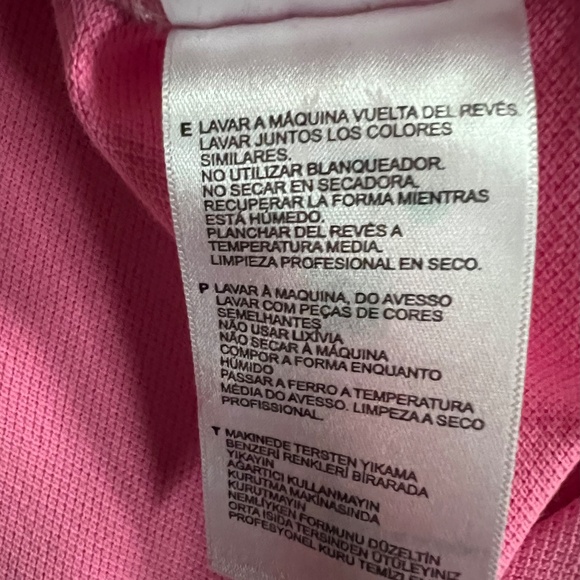 E LAVAR A MÁQUINA VUELTA DEL REVÉS.
LAVAR JUNTOS LOS COLORES
SIMILARES.
NO UTILIZAR BLANQUEADOR.
NO SECAR EN SECADORA.
RECUPERAR LA FORMA MIENTRAS
ESTÁ HÚMEDO.
PLANCHAR DEL REVÉS A
TEMPERATURA MEDIA.
LIMPIEZA PROFESIONAL EN SECO.
P LAVAR À MAQUINA, DO AVESSO
LAVAR COM PEÇAS DE CORES
SEMELHANTES
NÃO USAR LIXÍVIA
NÃO SECAR À MÁQUINA
COMPOR A FORMA ENQUANTO
HÚMIDO
PASSAR A FERRO A TEMPERATURA
MÉDIA DO AVESSO. LIMPEZA A SECO
PROFISSIONAL.
T MAKINEDE TERSTEN YIKAMA
BENZERİ RENKLERİ BİRARADA
YIKAYIN
AĞARTICI KULLANMAYIN
KURUTMA MAKİNASINDA
KURUTMAYIN
NEMLİYKEN FORMUNU DÜZELTİN
ORTA ISIDA TERSİNDEN ÜTÜLEYİNİZ
PROFESYONEL KURU TEMİZLEME